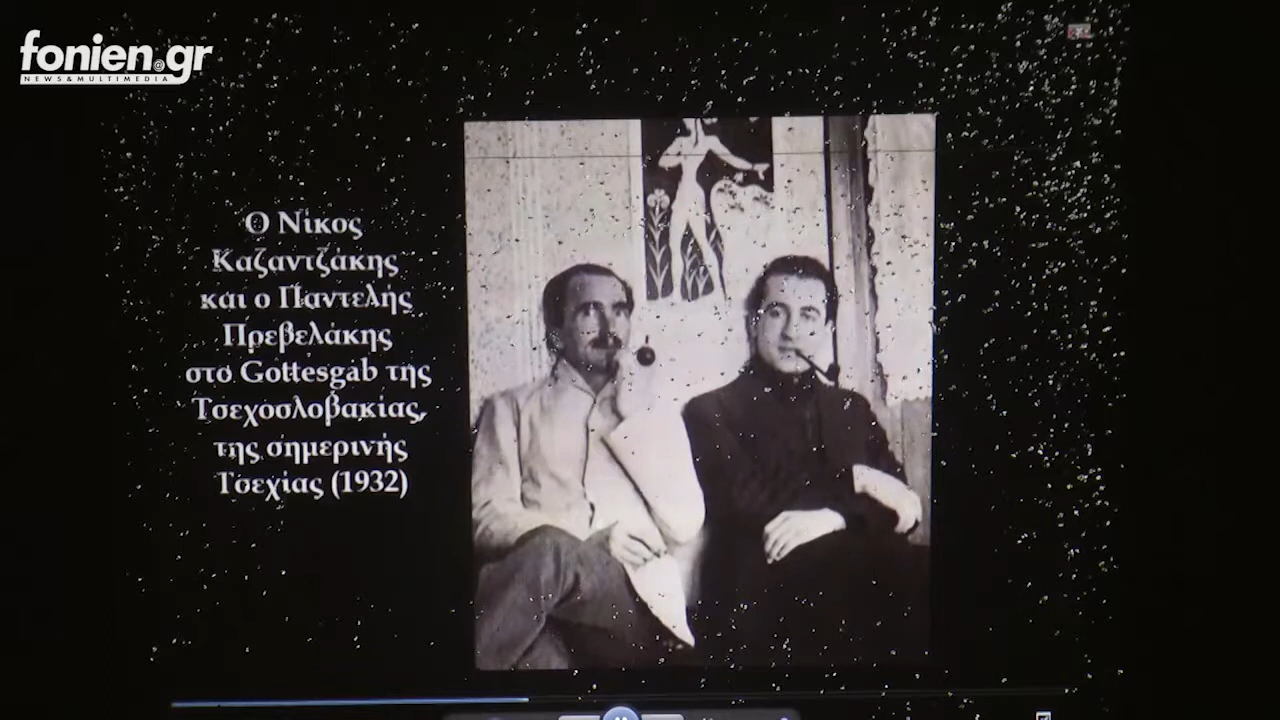 fonien@.gr
NEWS&MULTIMEDIA
Ο Νίκος
Καζαντζάκης
και ο Παντελής
Πρεβελάκης
στο Gottesgab της
Τσεχοσλοβακίας,
της σημερινής
Τσεχίας (1932)